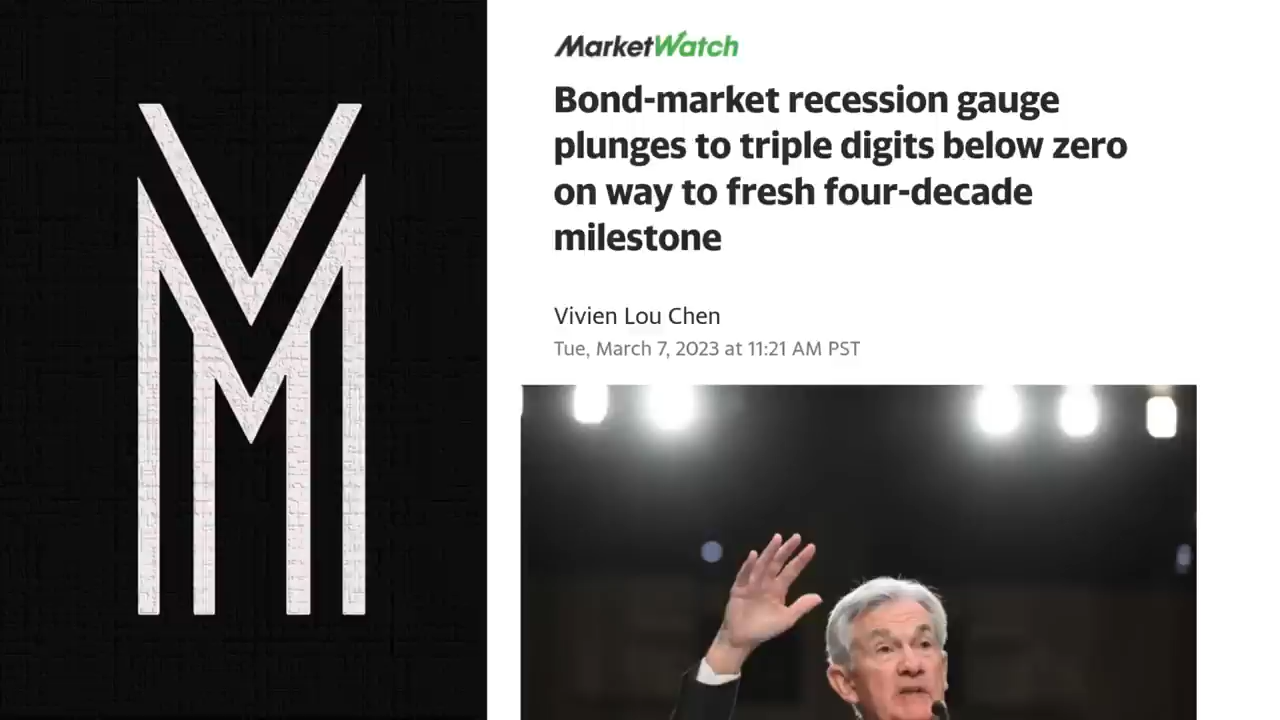 MarketWatch
Bond-market recession gauge
plunges to triple digits below zero
on way to fresh four-decade
milestone
Vivien Lou Chen
Tue, March 7, 2023 at 11:21 AM PST